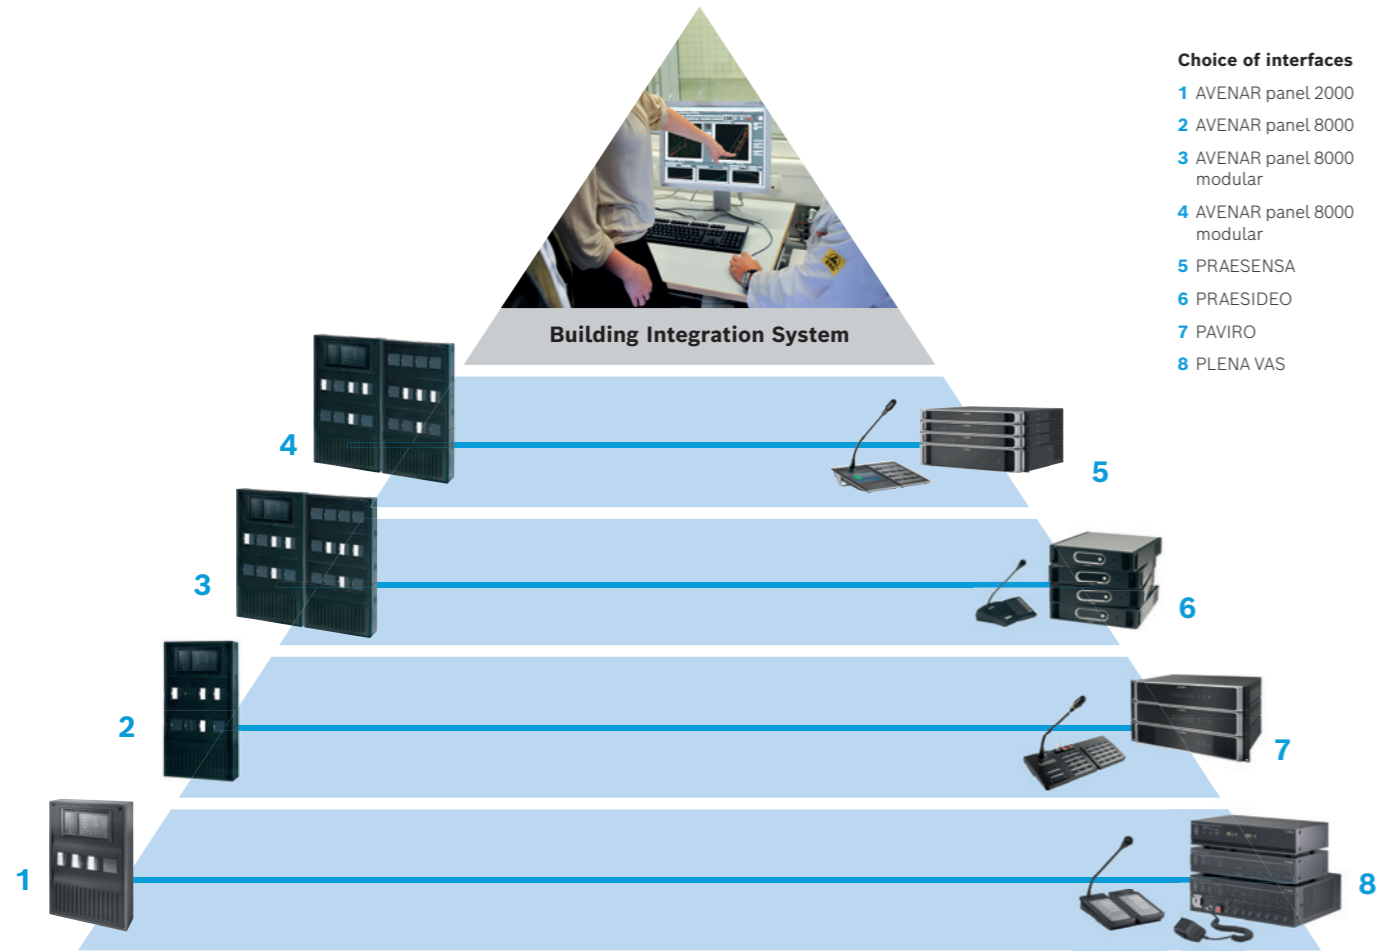 Choice of interfaces
1 AVENAR panel 2000
2 AVENAR panel 8000
3 AVENAR panel 8000
modular
4 AVENAR panel 8000
modular
5 PRAESENSA
6 PRAESIDEO
7 PAVIRO
8 PLENA VAS
Building Integration System
4
5
3
6
2
7
1
8